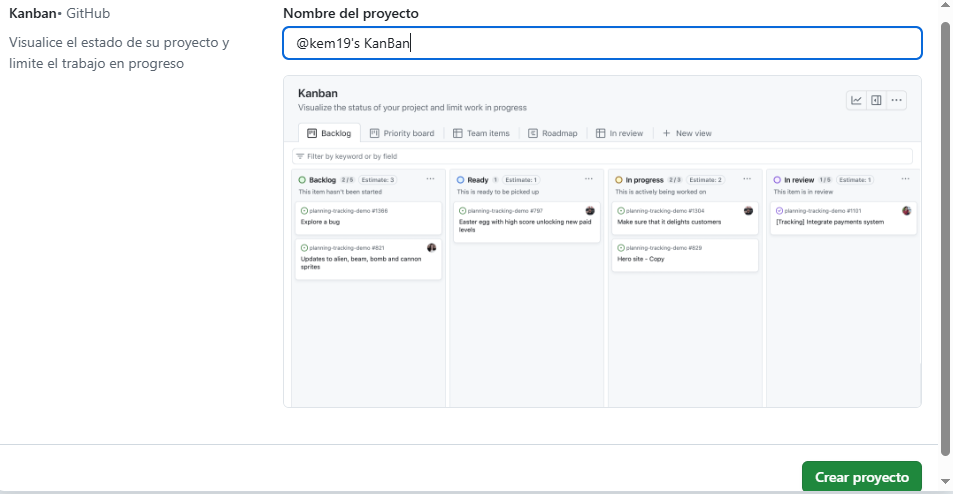 Kanban• GitHub
Visualice el estado de su proyecto y
limite el trabajo en progreso
Nombre del proyecto
@kem19's KanBan
Kanban
Visualize the status of your project and limit work in progress
Backlog
Priority board
Team items
Roadmap
In review
+ New view
Filter by keyword or by field
Backlog 2/5 Estimate: 3 ...
This item hasn't been started
planning-tracking-demo #1366
Explore a bug
planning-tracking-demo #821
Updates to alien, beam, bomb and cannon
sprites
Ready 1 Estimate: 1 ...
This is ready to be picked up
planning-tracking-demo #797
Easter egg with high score unlocking new paid
levels
In progress 2/3 Estimate: 2 ...
This is actively being worked on
planning-tracking-demo #1304
Make sure that it delights customers
planning-tracking-demo #829
Hero site - Copy
In review 1/5 Estimate: 1 ...
This item is in review
planning-tracking-demo #1101
[Tracking] Integrate payments system
Crear proyecto